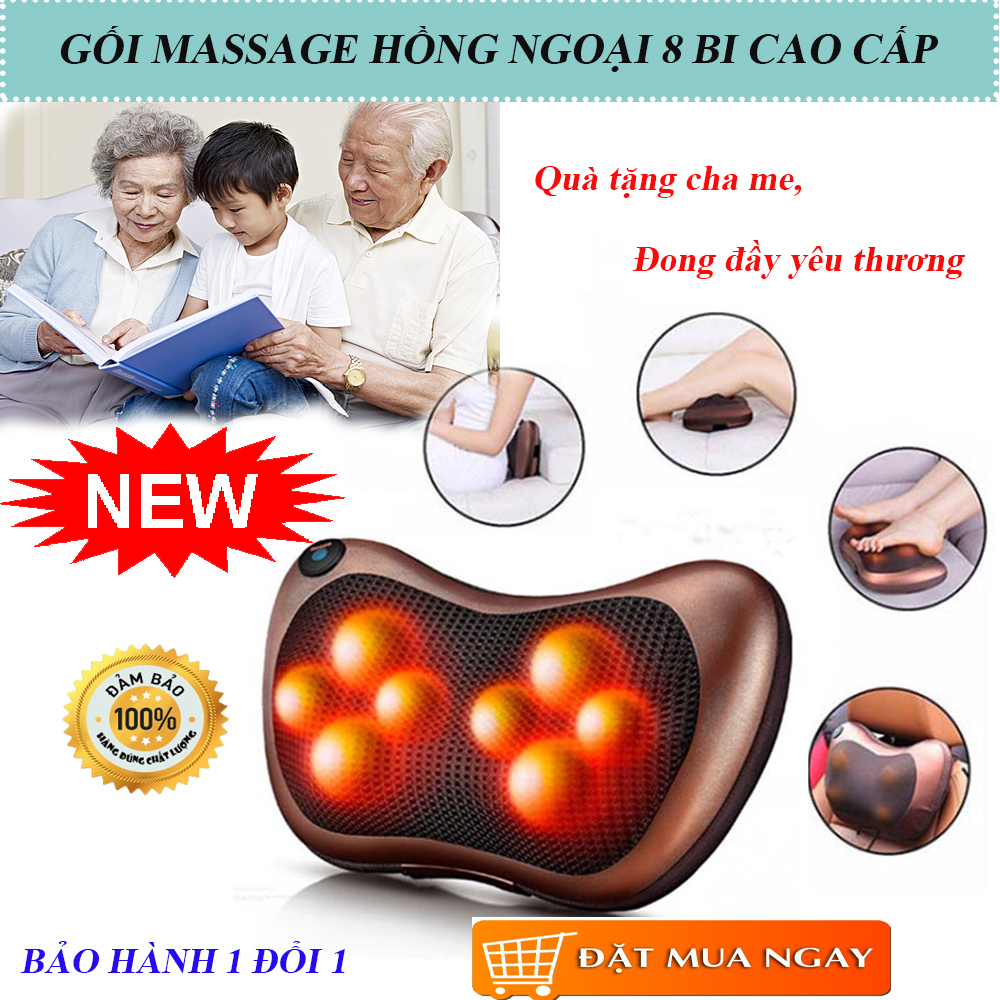 GỐI MASSAGE HỒNG NGOẠI 8 BI CAO CẤP
Quà tặng cha me,
Đong đầy yêu thương
NEW
ĐẢM BẢO
100%
HÀNG ĐÚNG CHẤT LƯỢNG
BẢO HÀNH 1 ĐỔI 1
ĐẶT MUA NGAY